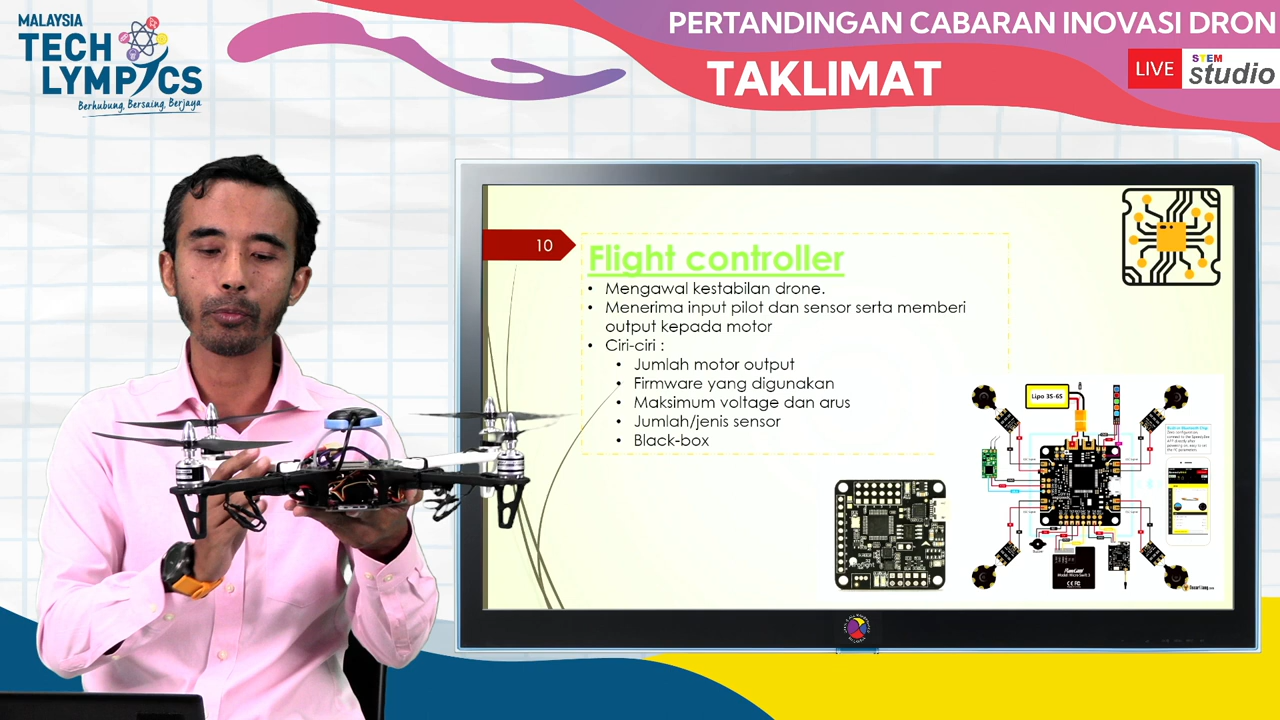 MALAYSIA
TECH
LYMPICS
Berhubung, Bersaing, Berjaya
PERTANDINGAN CABARAN INOVASI DRON
TAKLIMAT
LIVE
STEM
studio
10
Flight controller
• Mengawal kestabilan drone.
• Menerima input pilot dan sensor serta memberi
output kepada motor
• Ciri-ciri :
• Jumlah motor output
• Firmware yang digunakan
• Maksimum voltage dan arus
• Jumlah/jenis sensor
• Black-box
Lipo 3S-6S